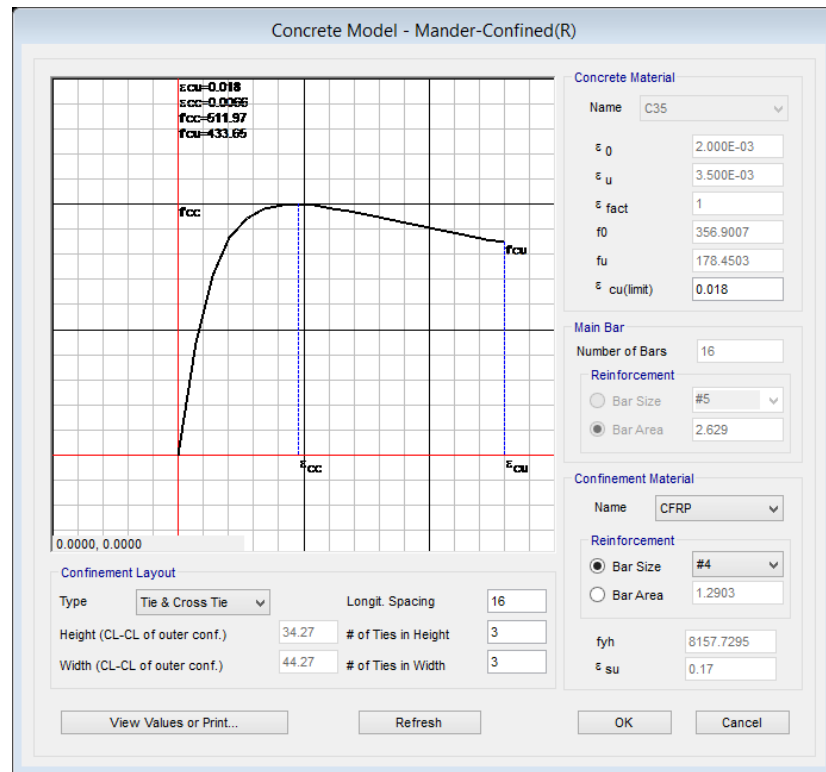 Concrete Model - Mander-Confined(R)
εcu=0.018
εcc=0.0066
f'cc=511.97
f'cu=433.65
f'cc
f'cu
εcc
εcu
0.0000, 0.0000
Confinement Layout
Type Tie & Cross Tie Longit. Spacing 16
Height (CL-CL of outer conf.) 34.27 # of Ties in Height 3
Width (CL-CL of outer conf.) 44.27 # of Ties in Width 3
Concrete Material
Name C35
ε 0 2.000E-03
ε u 3.500E-03
ε fact 1
f0 356.9007
fu 178.4503
ε cu(limit) 0.018
Main Bar
Number of Bars 16
Reinforcement
Bar Size #5
Bar Area 2.629
Confinement Material
Name CFRP
Reinforcement
Bar Size #4
Bar Area 1.2903
fyh 8157.7295
ε su 0.17
View Values or Print... Refresh OK Cancel